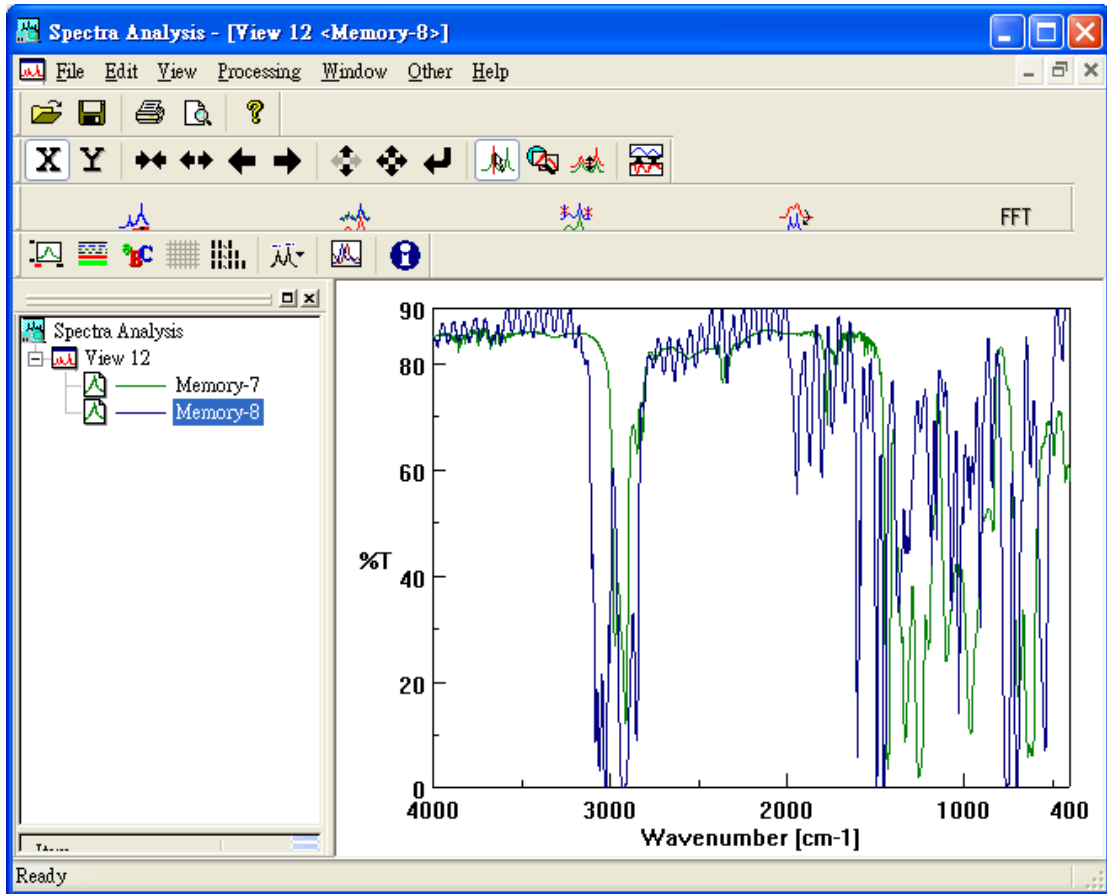 Spectra Analysis - [View 12 <Memory-8>]
File Edit View Processing Window Other Help
X Y
FFT
Spectra Analysis
View 12
Memory-7
Memory-8
90
80
60
%T
40
20
0
4000 3000 2000 1000 400
Wavenumber [cm-1]
Ready